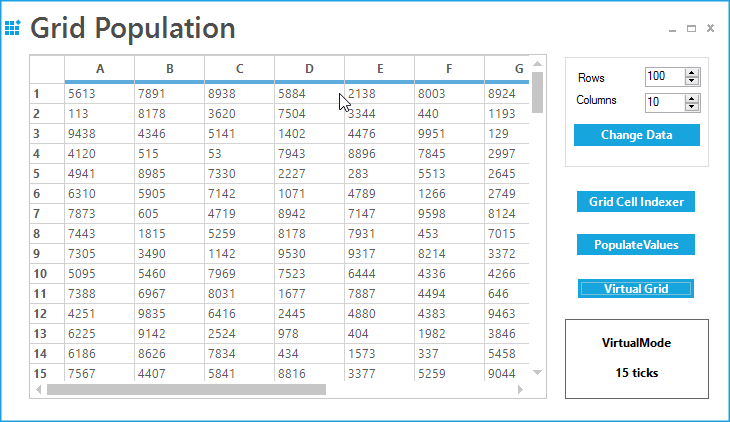 Grid Population
A B C D E F G
1 5613 7891 8938 5884 2138 8003 8924
2 113 8178 3620 7504 3344 440 1193
3 9438 4346 5141 1402 4476 9951 129
4 4120 515 53 7943 8896 7845 2997
5 4941 8985 7330 2227 283 5513 2645
6 6310 5905 7142 1071 4789 1266 2749
7 7873 605 4719 8942 7147 9598 8124
8 7443 1815 5259 8178 7931 453 7015
9 7305 3490 1142 9530 9317 8214 3372
10 5095 5460 7969 7523 6444 4336 4266
11 7388 6967 8031 1677 7887 4494 646
12 4251 9835 6416 2445 4880 4383 9463
13 6225 9142 2524 978 404 1982 3846
14 6186 8626 7834 434 1573 337 5458
15 7567 4407 5841 8816 3377 5259 9044
Rows 100
Columns 10
Change Data
Grid Cell Indexer
PopulateValues
Virtual Grid
VirtualMode
15 ticks